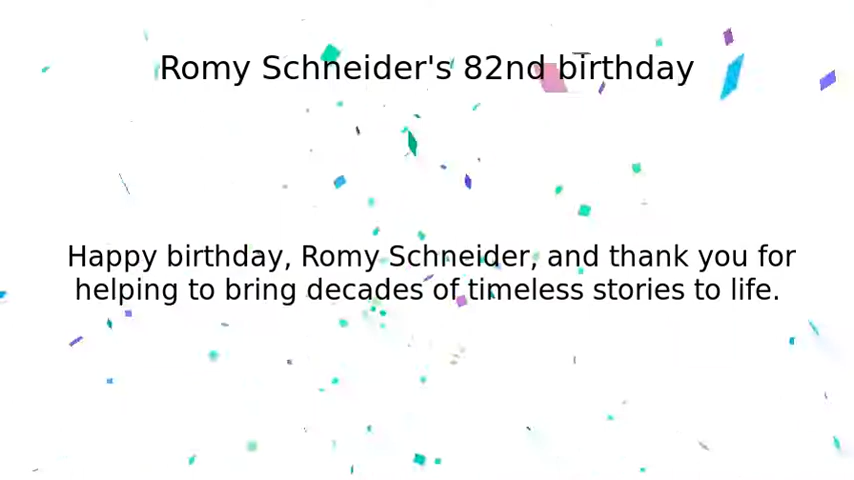 Romy Schneider's 82nd birthday
Happy birthday, Romy Schneider, and thank you for
helping to bring decades of timeless stories to life.